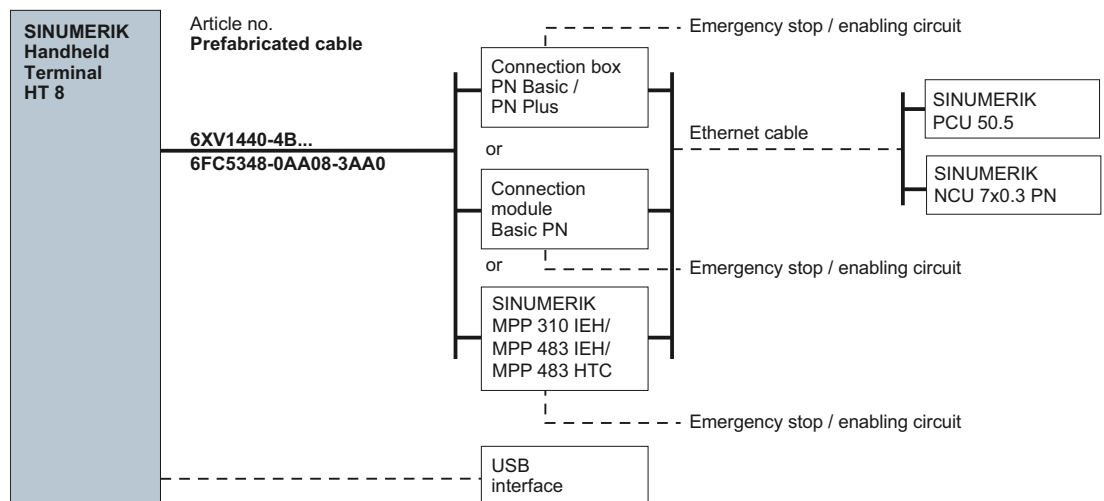 SINUMERIK
Handheld
Terminal
HT 8
Article no.
Prefabricated cable
6XV1440-4B...
6FC5348-0AA08-3AA0
Emergency stop / enabling circuit
Connection box
PN Basic /
PN Plus
or
Connection
module
Basic PN
or
Emergency stop / enabling circuit
SINUMERIK
MPP 310 IEH/
MPP 483 IEH/
MPP 483 HTC
Emergency stop / enabling circuit
USB
interface
Ethernet cable
SINUMERIK
PCU 50.5
SINUMERIK
NCU 7x0.3 PN